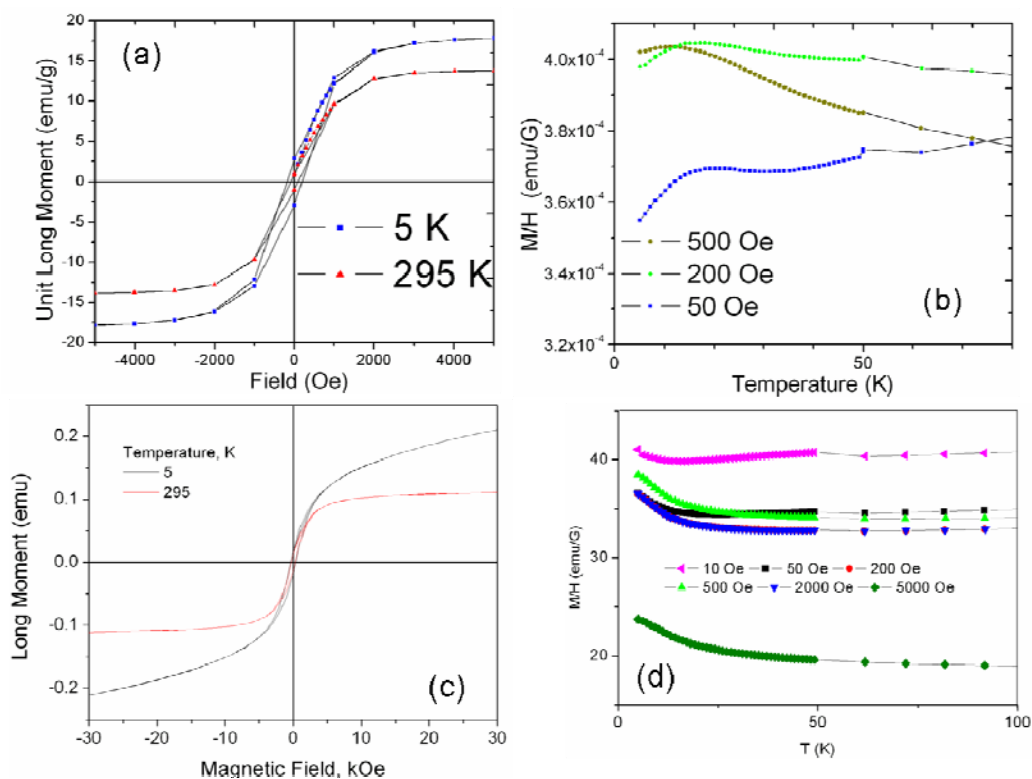 (a)
Unit Long Moment (emu/g)
20
15
10
5
0
-5
-10
-15
-20
5 K
295 K
-4000 -2000 0 2000 4000
Field (Oe)
(b)
M/H (emu/G)
4.0x10⁻⁴
3.8x10⁻⁴
3.6x10⁻⁴
3.4x10⁻⁴
3.2x10⁻⁴
500 Oe
200 Oe
50 Oe
50
Temperature (K)
(c)
Long Moment (emu)
0.2
0.1
0.0
-0.1
-0.2
Temperature, K
5
295
-30 -20 -10 0 10 20 30
Magnetic Field, kOe
(d)
M/H (emu/G)
40
30
20
10 Oe 50 Oe 200 Oe
500 Oe 2000 Oe 5000 Oe
0 50 100
T (K)